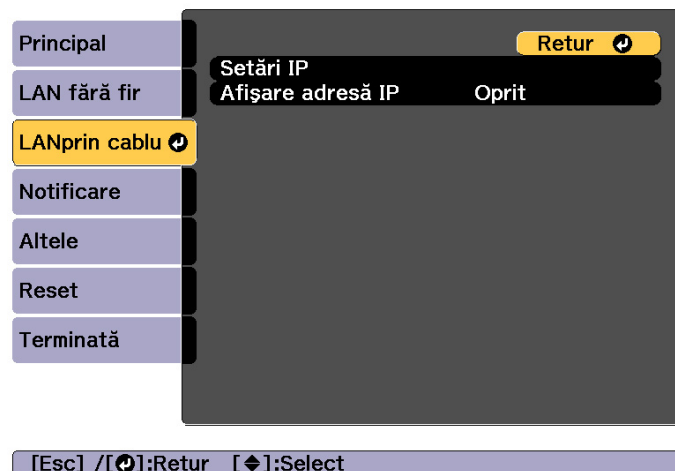 Principal
LAN fără fir
LANprin cablu
Notificare
Altele
Reset
Terminată
Retur
Setări IP
Afişare adresă IP Oprit
[Esc] /[ ]:Retur [ ]:Select